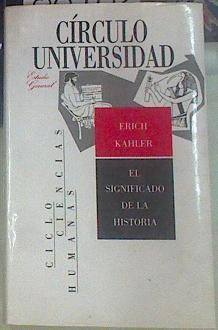 CÍRCULO
UNIVERSIDAD
Estudio
General
ERICH
KAHLER
EL
SIGNIFICADO
DE LA
HISTORIA
CICLO
CIENCIAS
HUMANAS